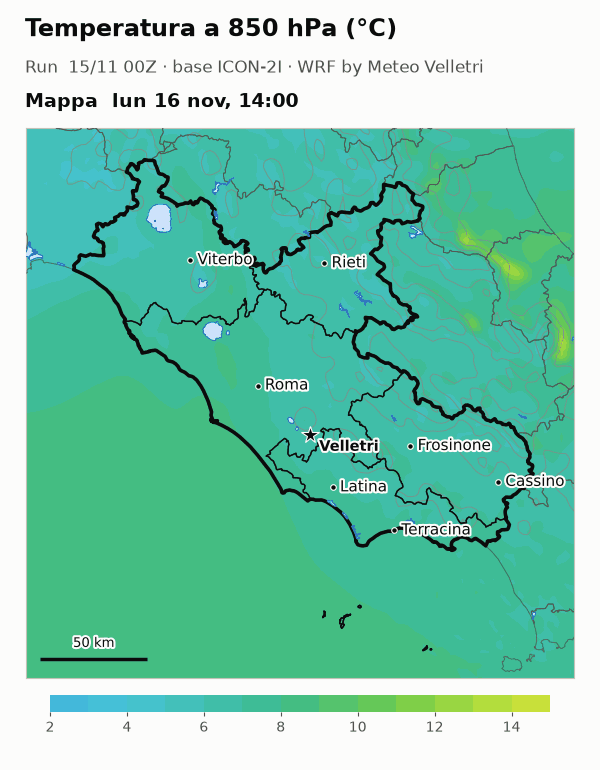 Temperatura a 850 hPa (°C)
Run  15/11 00Z · base ICON-2I · WRF by Meteo Velletri
Mappa  lun 16 nov, 14:00
Viterbo
Rieti
Roma
Velletri
Frosinone
Latina
Cassino
Terracina
50 km
2 4 6 8 10 12 14